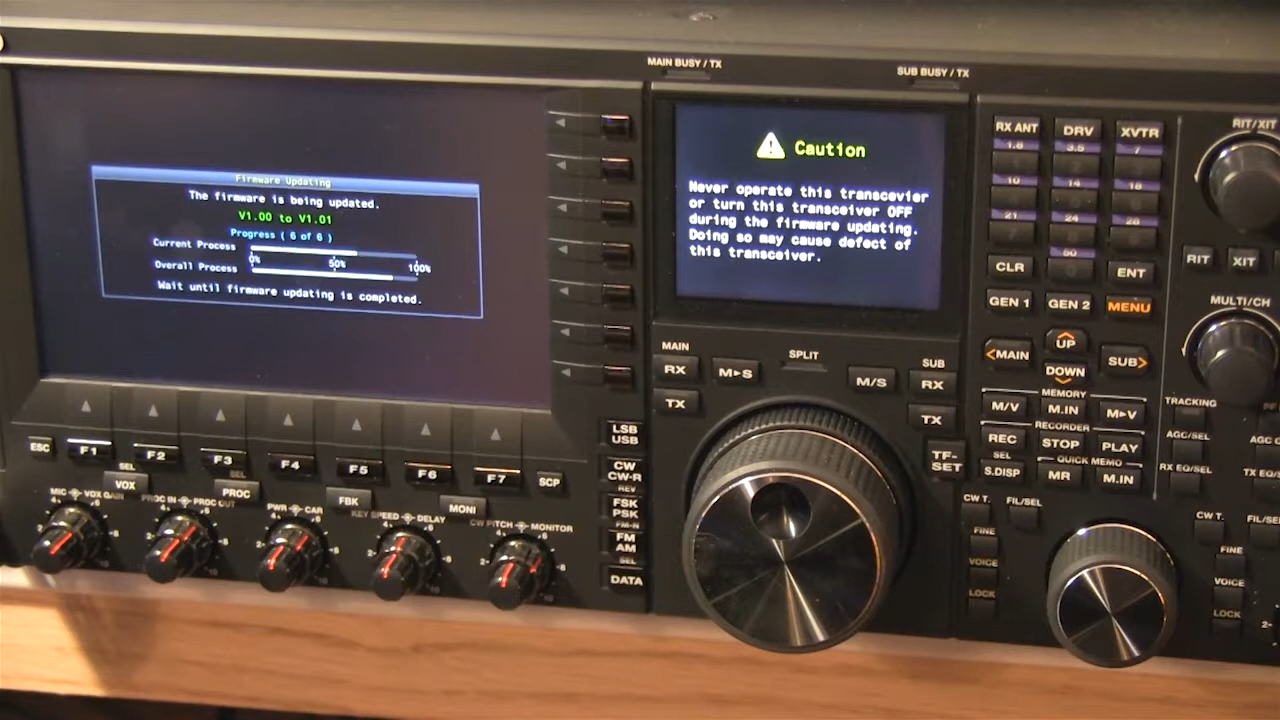 MAIN BUSY / TX
SUB BUSY / TX
Firmware Updating
The firmware is being updated.
V1.00 to V1.01
Progress ( 6 of 6 )
Current Process
0% 50% 100%
Overall Process
Wait until firmware updating is completed.
Caution
Never operate this transcevier
or turn this transceiver OFF
during the firmware updating.
Doing so may cause defect of
this transceiver.
RX ANT DRV XVTR
1.8 3.5 7
10 14 18
21 24 28
50
CLR ENT
GEN 1 GEN 2 MENU
RIT/XIT
RIT XIT
MULTI/CH
<MAIN UP SUB>
DOWN
MEMORY
M/V M.IN M▸V
RECORDER
REC STOP PLAY
SEL QUICK MEMO
S.DISP MR M.IN
TRACKING
AGC/SEL AGC
RX EQ/SEL TX EQ/
MAIN SPLIT SUB
RX M▸S M/S RX
TX TX
TF-
SET
ESC F1 F2 F3 F4 F5 F6 F7 SCP
SEL SEL
VOX PROC FBK MONI
MIC VOX GAIN PROC IN PROC OUT PWR CAR KEY SPEED DELAY CW PITCH MONITOR
LSB
USB
CW
CW-R
REV
FSK
PSK
FM-N
FM
AM
SEL
DATA
CW T. FIL/SEL
FINE
VOICE
LOCK
CW T. FIL/SE
FINE
VOICE
LOCK
2-